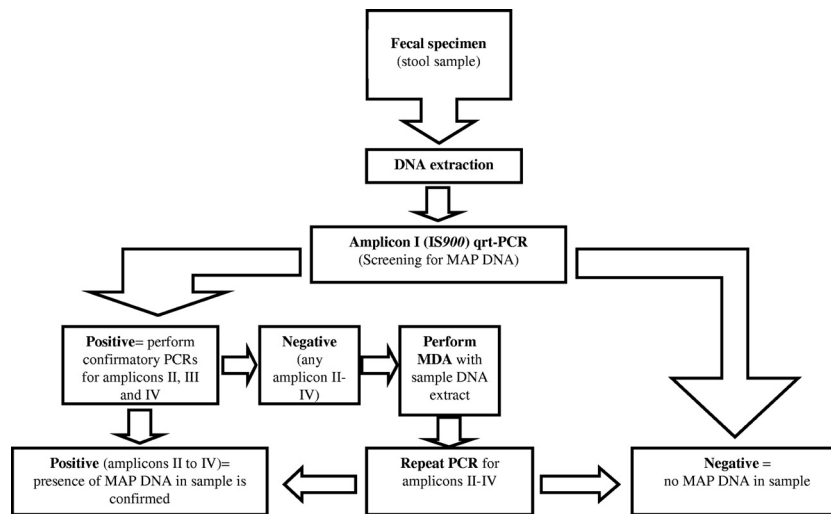 Fecal specimen
(stool sample)
DNA extraction
Amplicon I (IS900) qrt-PCR
(Screening for MAP DNA)
Positive= perform
confirmatory PCRs
for amplicons II, III
and IV
Negative
(any
amplicon II-
IV)
Perform
MDA with
sample DNA
extract
Positive (amplicons II to IV)=
presence of MAP DNA in sample is
confirmed
Repeat PCR for
amplicons II-IV
Negative =
no MAP DNA in sample